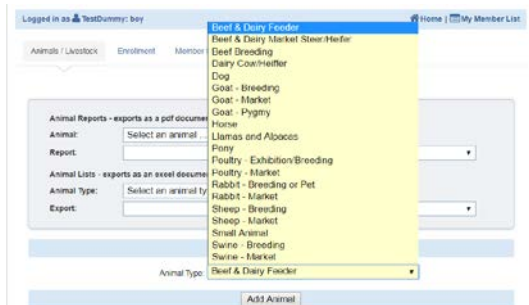 Logged in as TestDummy: boy
Home | My Member List
Animals / Livestock Enrollment Member
Animal Reports - exports as a pdf
Animal: Select an animal ...
Report:
Animal Lists - exports as an excel
Animal Type: Select an animal
Export:
Beef & Dairy Feeder
Beef & Dairy Market Steer/Heifer
Beef Breeding
Dairy Cow/Heiffer
Dog
Goat - Breeding
Goat - Market
Goat - Pygmy
Horse
Llamas and Alpacas
Pony
Poultry - Exhibition/Breeding
Poultry - Market
Rabbit - Breeding or Pet
Rabbit - Market
Sheep - Breeding
Sheep - Market
Small Animal
Swine - Breeding
Swine - Market
Animal Type: Beef & Dairy Feeder
Add Animal